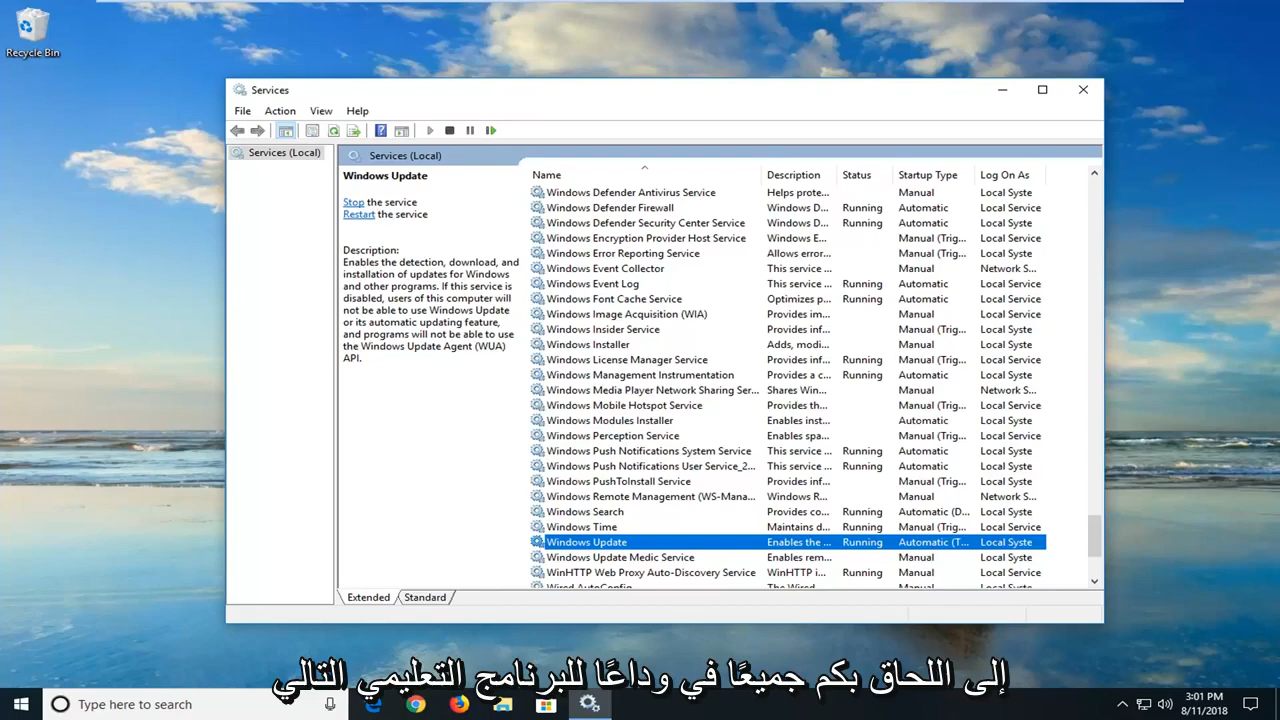 Recycle Bin
Services
File Action View Help
Services (Local)
Services (Local)
Windows Update
Stop the service
Restart the service
Description:
Enables the detection, download, and
installation of updates for Windows
and other programs. If this service is
disabled, users of this computer will
not be able to use Windows Update
or its automatic updating feature,
and programs will not be able to use
the Windows Update Agent (WUA)
API.
Name Description Status Startup Type Log On As
Windows Defender Antivirus Service Helps prote... Manual Local Syste
Windows Defender Firewall Windows D... Running Automatic Local Service
Windows Defender Security Center Service Windows D... Running Automatic Local Syste
Windows Encryption Provider Host Service Windows E... Manual (Trig... Local Service
Windows Error Reporting Service Allows error... Manual (Trig... Local Syste
Windows Event Collector This service ... Manual Network S...
Windows Event Log This service ... Running Automatic Local Service
Windows Font Cache Service Optimizes p... Running Automatic Local Service
Windows Image Acquisition (WIA) Provides im... Manual Local Service
Windows Insider Service Provides inf... Manual (Trig... Local Syste
Windows Installer Adds, modi... Manual Local Syste
Windows License Manager Service Provides inf... Running Manual (Trig... Local Service
Windows Management Instrumentation Provides a c... Running Automatic Local Syste
Windows Media Player Network Sharing Ser... Shares Win... Manual Network S...
Windows Mobile Hotspot Service Provides th... Manual (Trig... Local Service
Windows Modules Installer Enables inst... Automatic Local Syste
Windows Perception Service Enables spa... Manual (Trig... Local Service
Windows Push Notifications System Service This service ... Running Automatic Local Syste
Windows Push Notifications User Service_2... This service ... Running Automatic Local Syste
Windows PushToInstall Service Provides inf... Manual (Trig... Local Syste
Windows Remote Management (WS-Mana... Windows R... Manual Network S...
Windows Search Provides co... Running Automatic (D... Local Syste
Windows Time Maintains d... Running Manual (Trig... Local Service
Windows Update Enables the ... Running Automatic (T... Local Syste
Windows Update Medic Service Enables rem... Manual Local Syste
WinHTTP Web Proxy Auto-Discovery Service WinHTTP i... Running Manual Local Service
Wired AutoConfig The Wired Manual Local Syste
Extended Standard
إلى اللحاق بكم جميعًا في وداعًا للبرنامج التعليمي التالي
Type here to search
3:01 PM
8/11/2018